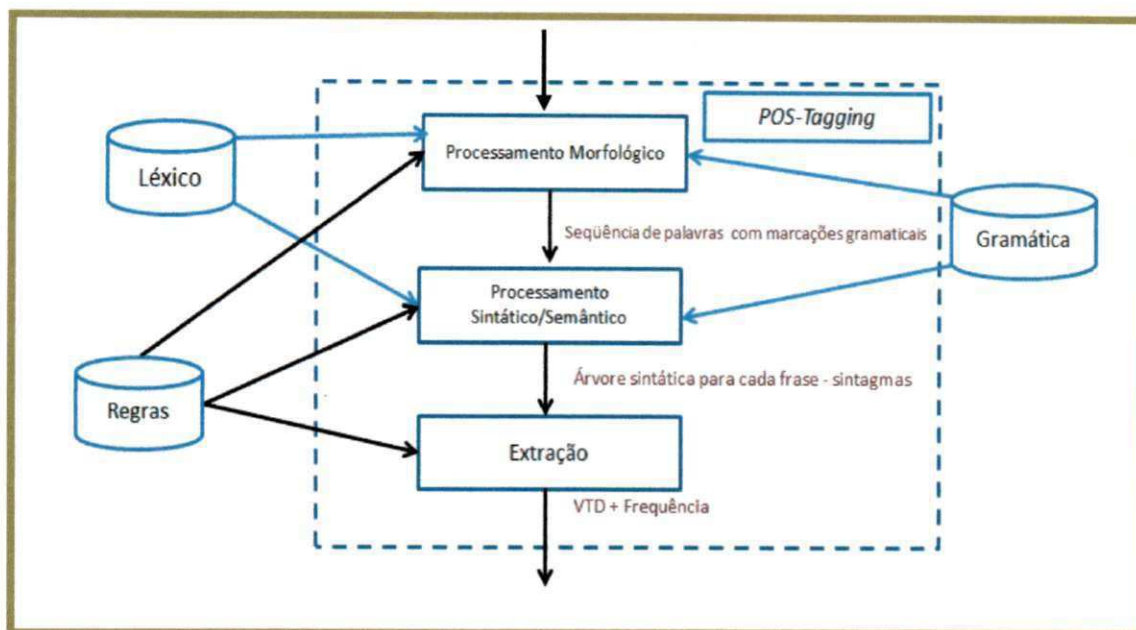 POS-Tagging
Processamento Morfológico
Léxico
Seqüência de palavras com marcações gramaticais
Gramática
Processamento
Sintático/Semântico
Árvore sintática para cada frase - sintagmas
Regras
Extração
VTD + Frequência